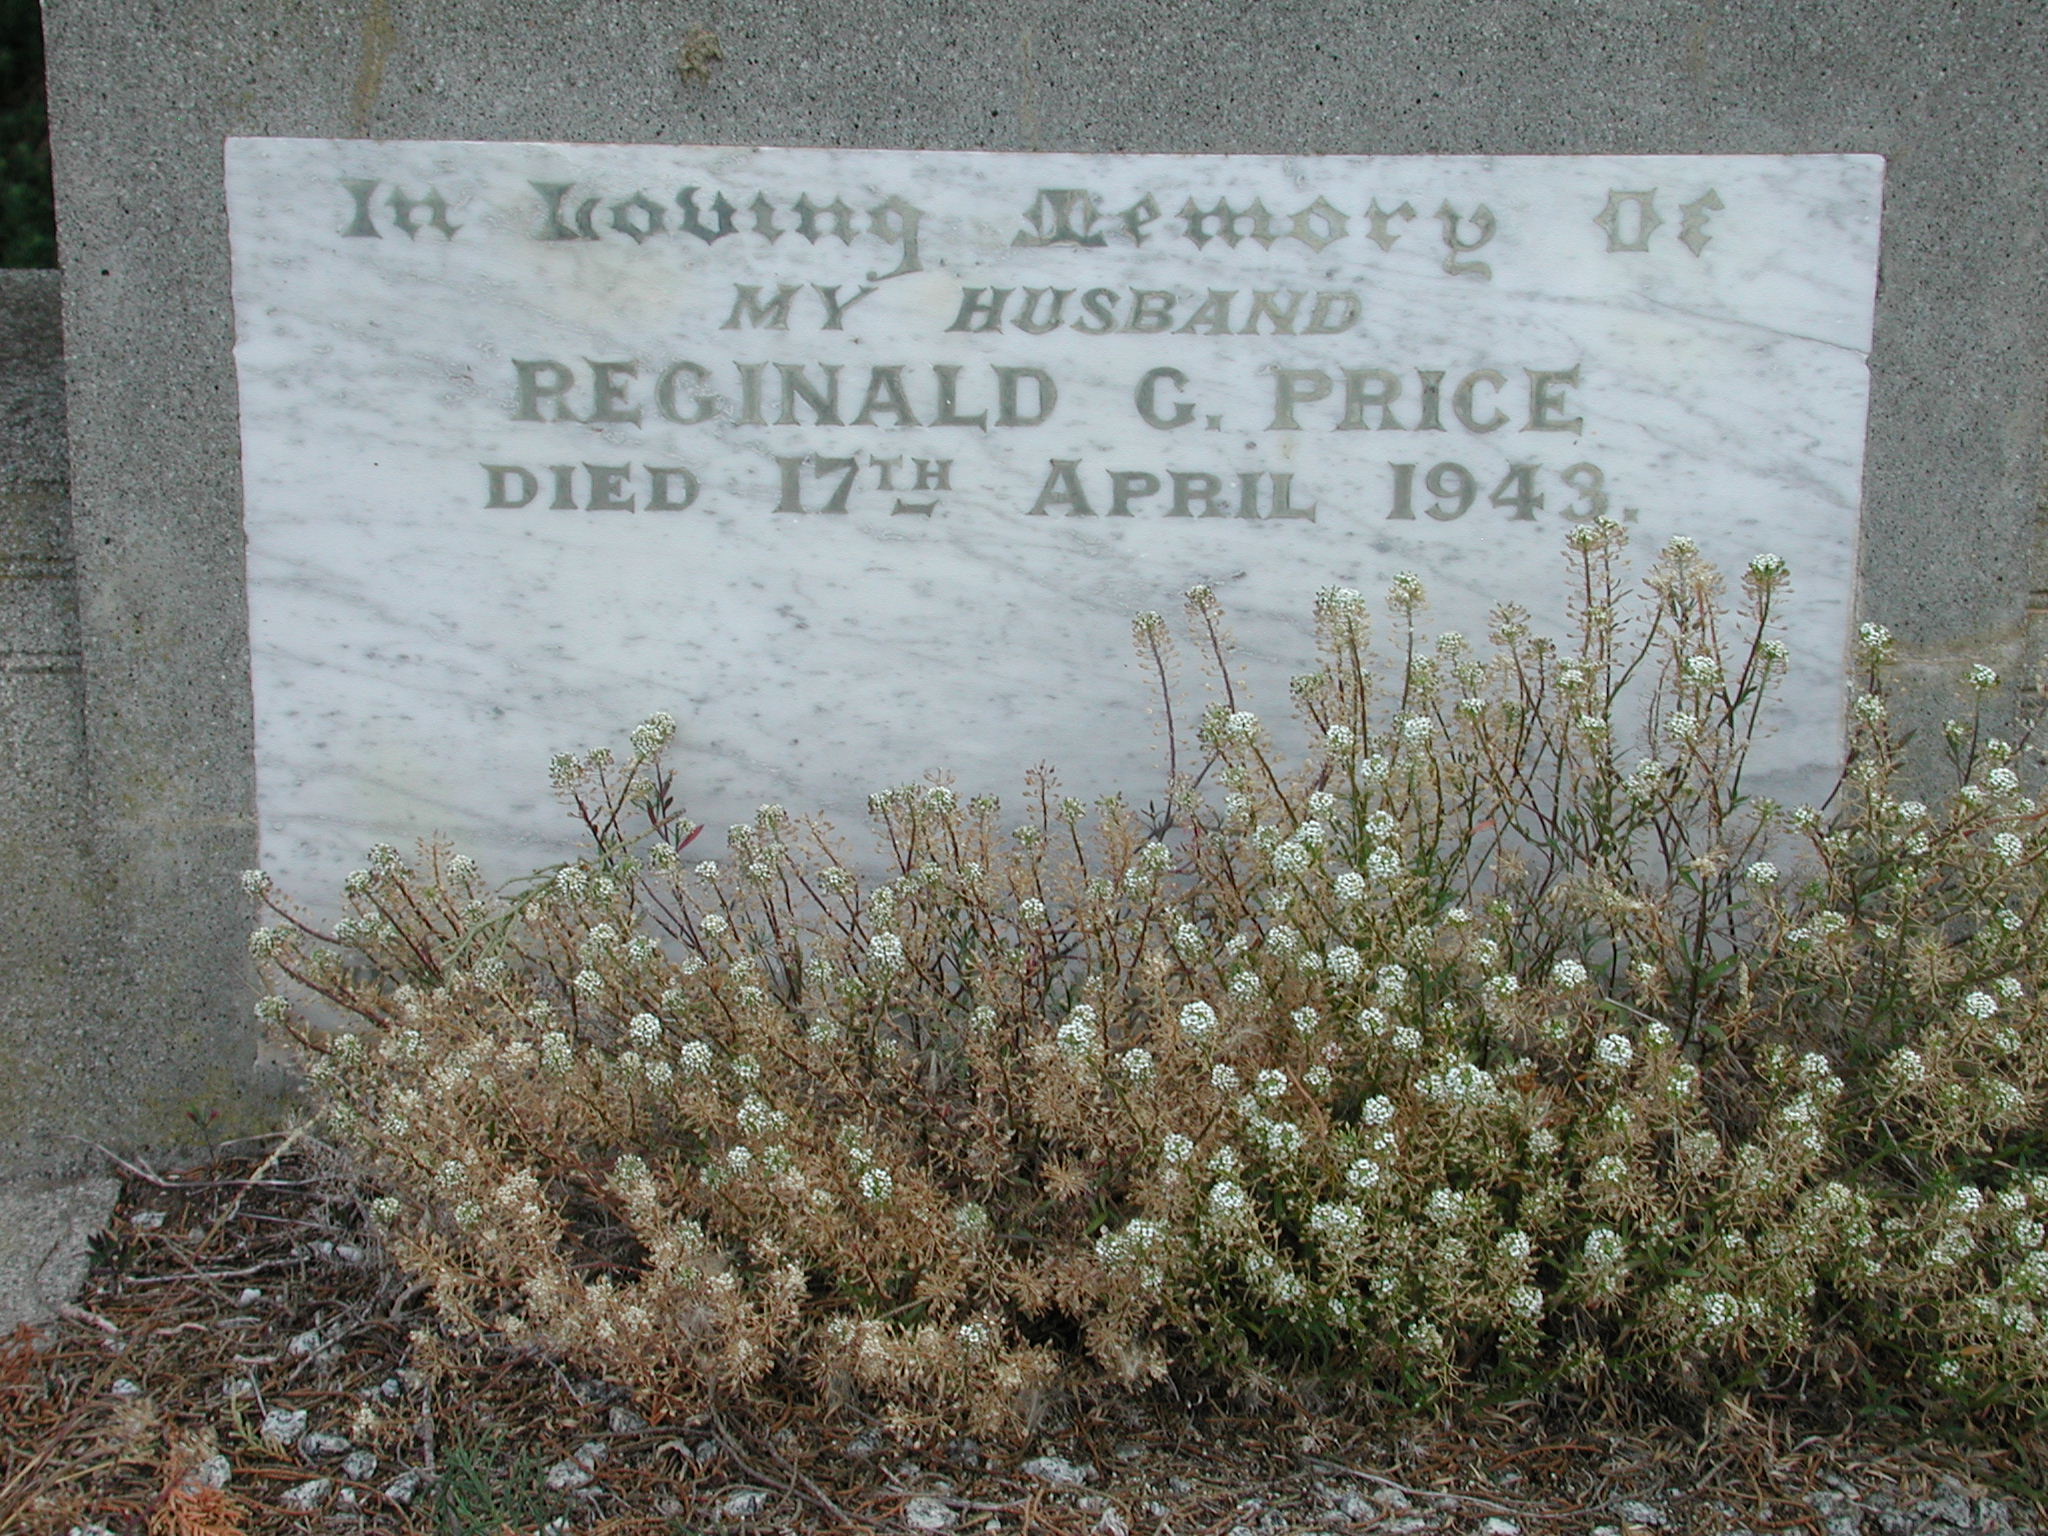 In Loving Memory Of
MY HUSBAND
REGINALD G. PRICE
DIED 17TH APRIL 1943.